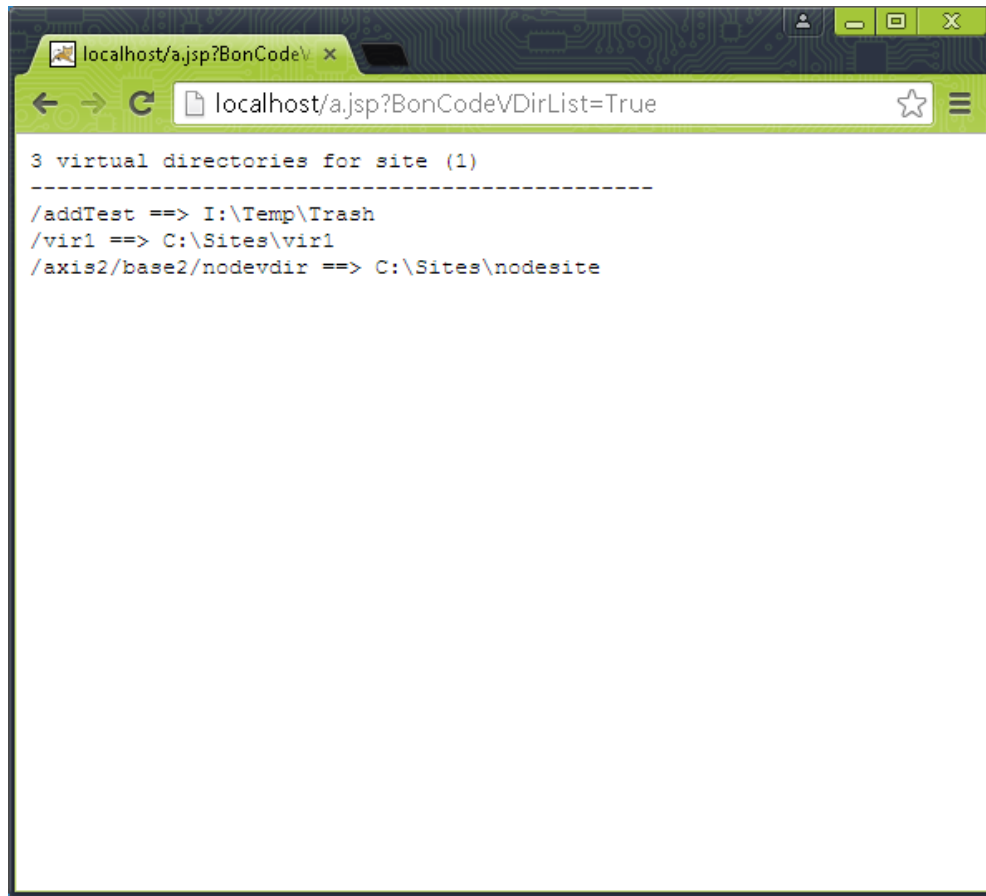 localhost/a.jsp?BonCodeV
localhost/a.jsp?BonCodeVDirList=True
3 virtual directories for site (1)
-----------------------------------------------
/addTest ==> I:\Temp\Trash
/vir1 ==> C:\Sites\vir1
/axis2/base2/nodevdir ==> C:\Sites\nodesite